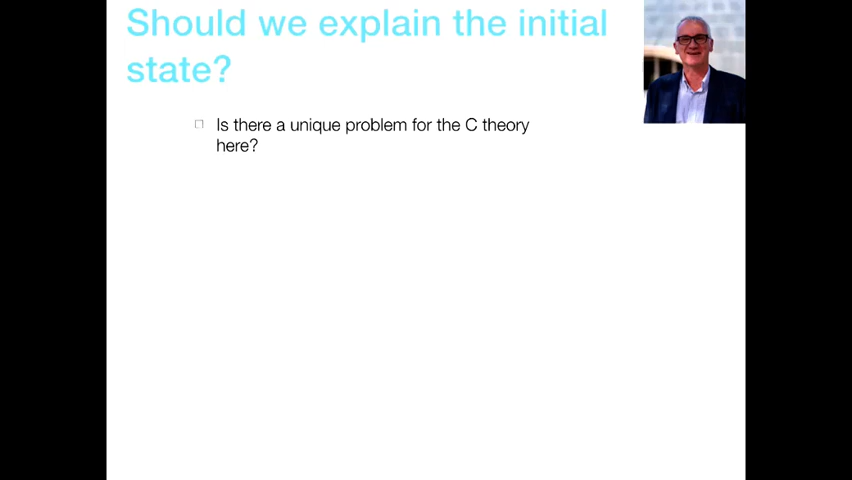 Should we explain the initial
state?
Is there a unique problem for the C theory
here?